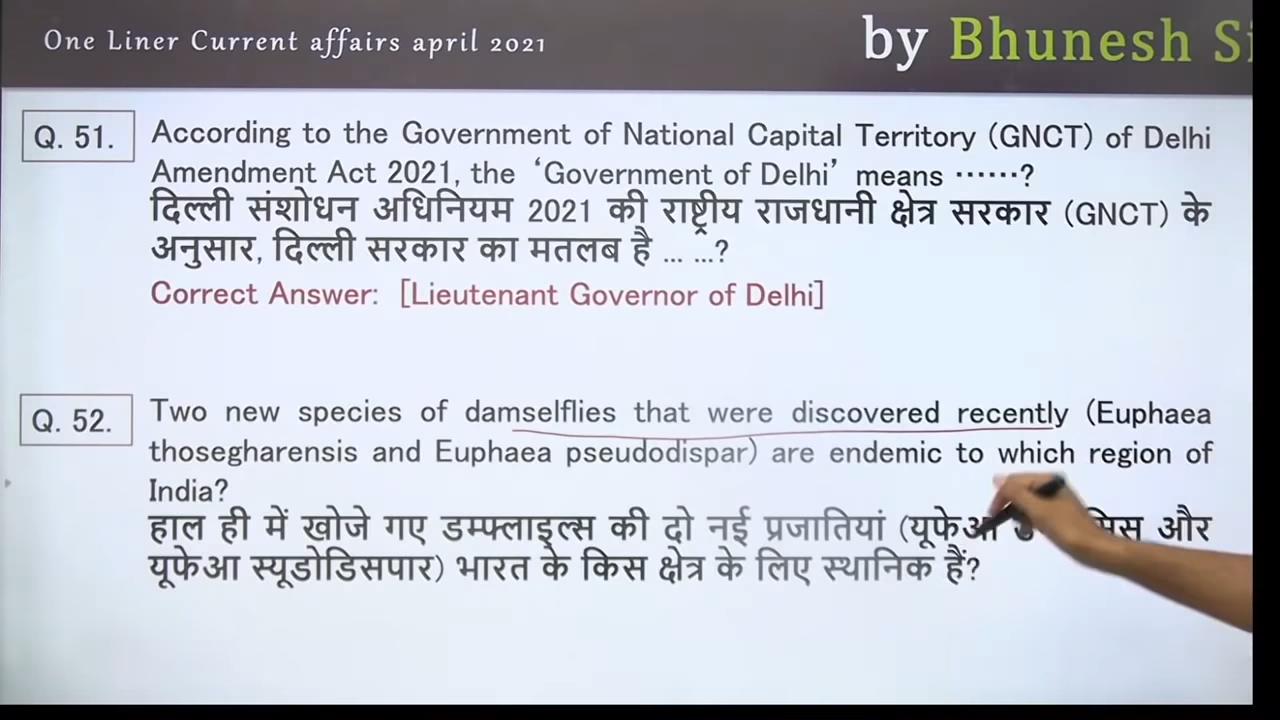 One Liner Current affairs april 2021
by Bhunesh
Q. 51.
According to the Government of National Capital Territory (GNCT) of Delhi
Amendment Act 2021, the ‘Government of Delhi’ means ······?
दिल्ली संशोधन अधिनियम 2021 की राष्ट्रीय राजधानी क्षेत्र सरकार (GNCT) के
अनुसार, दिल्ली सरकार का मतलब है ... ...?
Correct Answer: [Lieutenant Governor of Delhi]
Q. 52.
Two new species of damselflies that were discovered recently (Euphaea
thosegharensis and Euphaea pseudodispar) are endemic to which region of
India?
हाल ही में खोजे गए डम्फ्लाइल्स की दो नई प्रजातियां (यूफेआ और
यूफेआ स्यूडोडिसपार) भारत के किस क्षेत्र के लिए स्थानिक हैं?